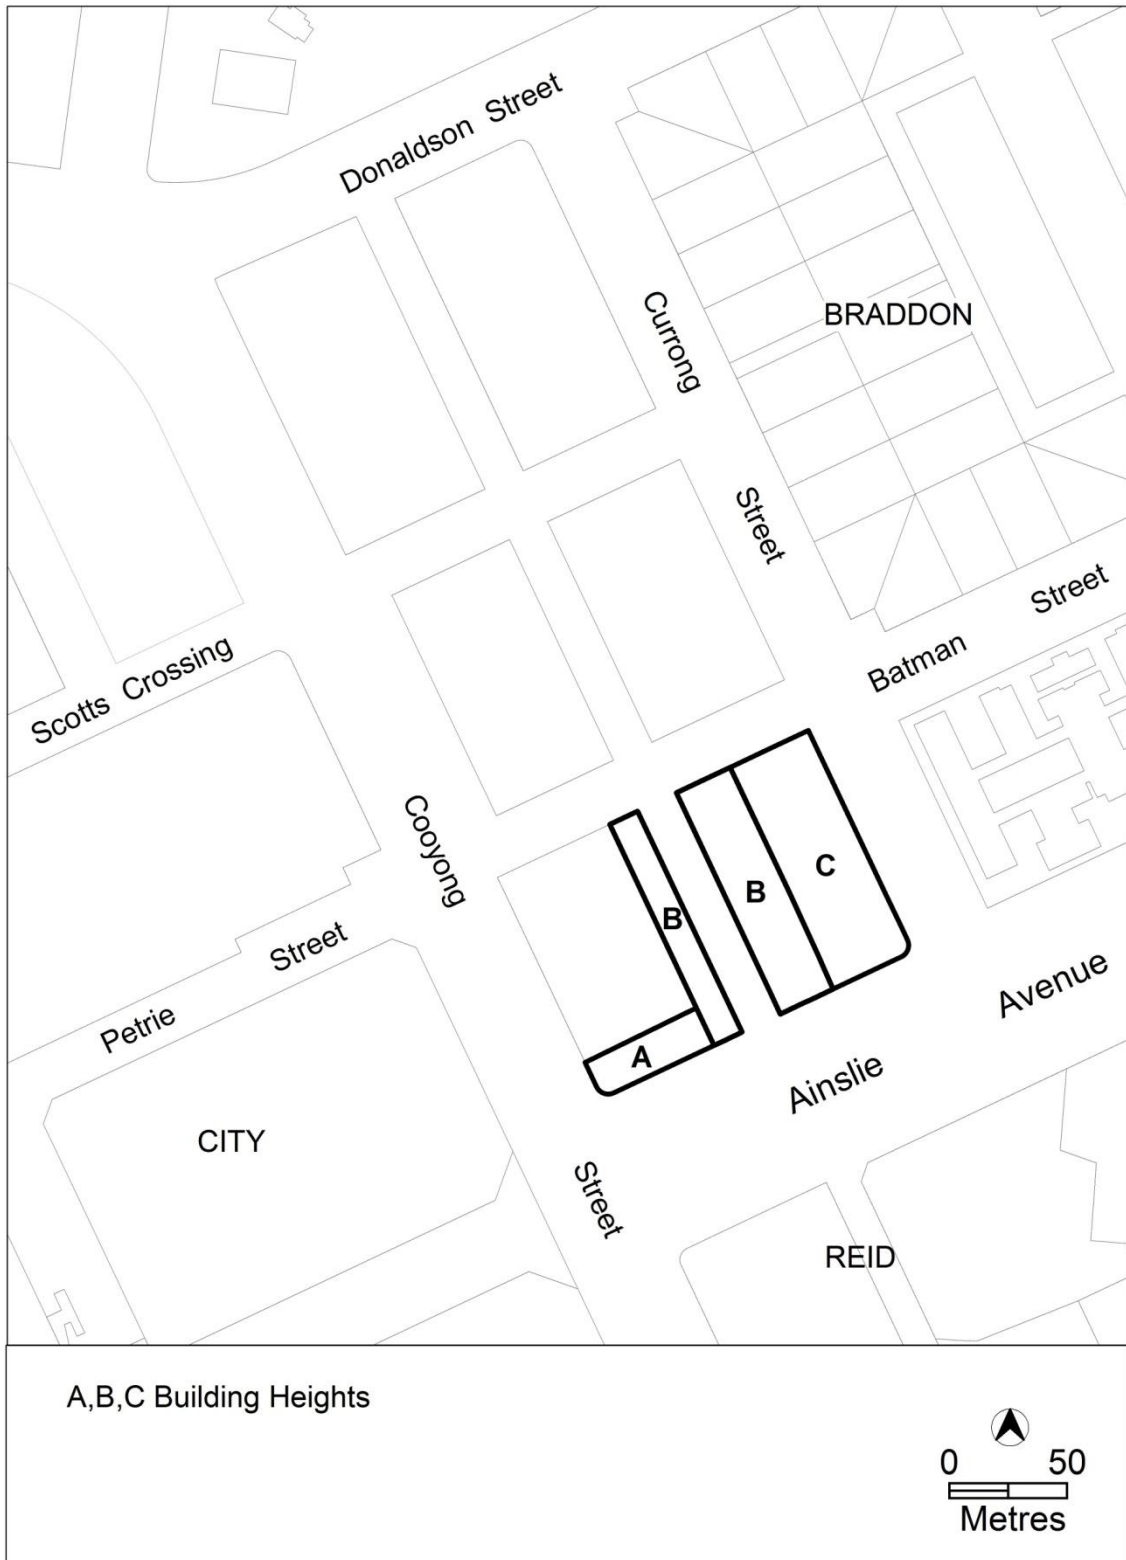 Donaldson Street
Currong
Street
BRADDON
Batman
Street
Scotts Crossing
Cooyong
Street
Petrie
Street
B
B
C
A
Ainslie
Avenue
CITY
REID
A,B,C Building Heights
0 50
Metres